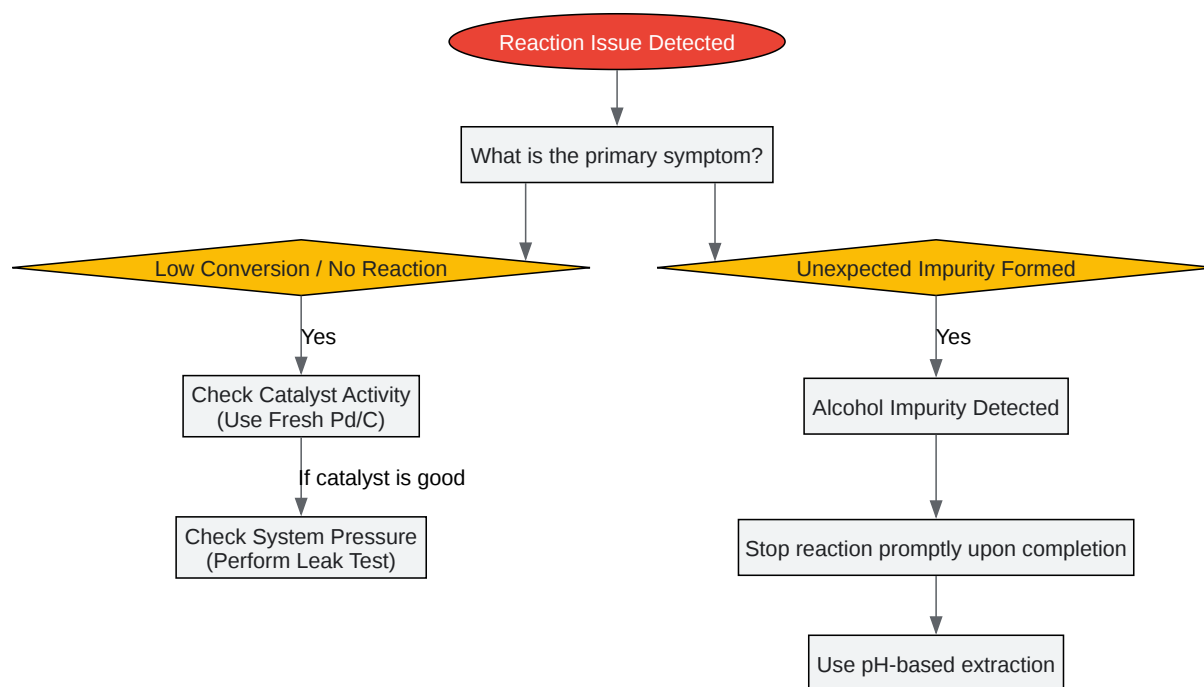 Reaction Issue Detected
What is the primary symptom?
Low Conversion / No Reaction
Unexpected Impurity Formed
Yes
Yes
Check Catalyst Activity
(Use Fresh Pd/C)
Alcohol Impurity Detected
If catalyst is good
Check System Pressure
(Perform Leak Test)
Stop reaction promptly upon completion
Use pH-based extraction